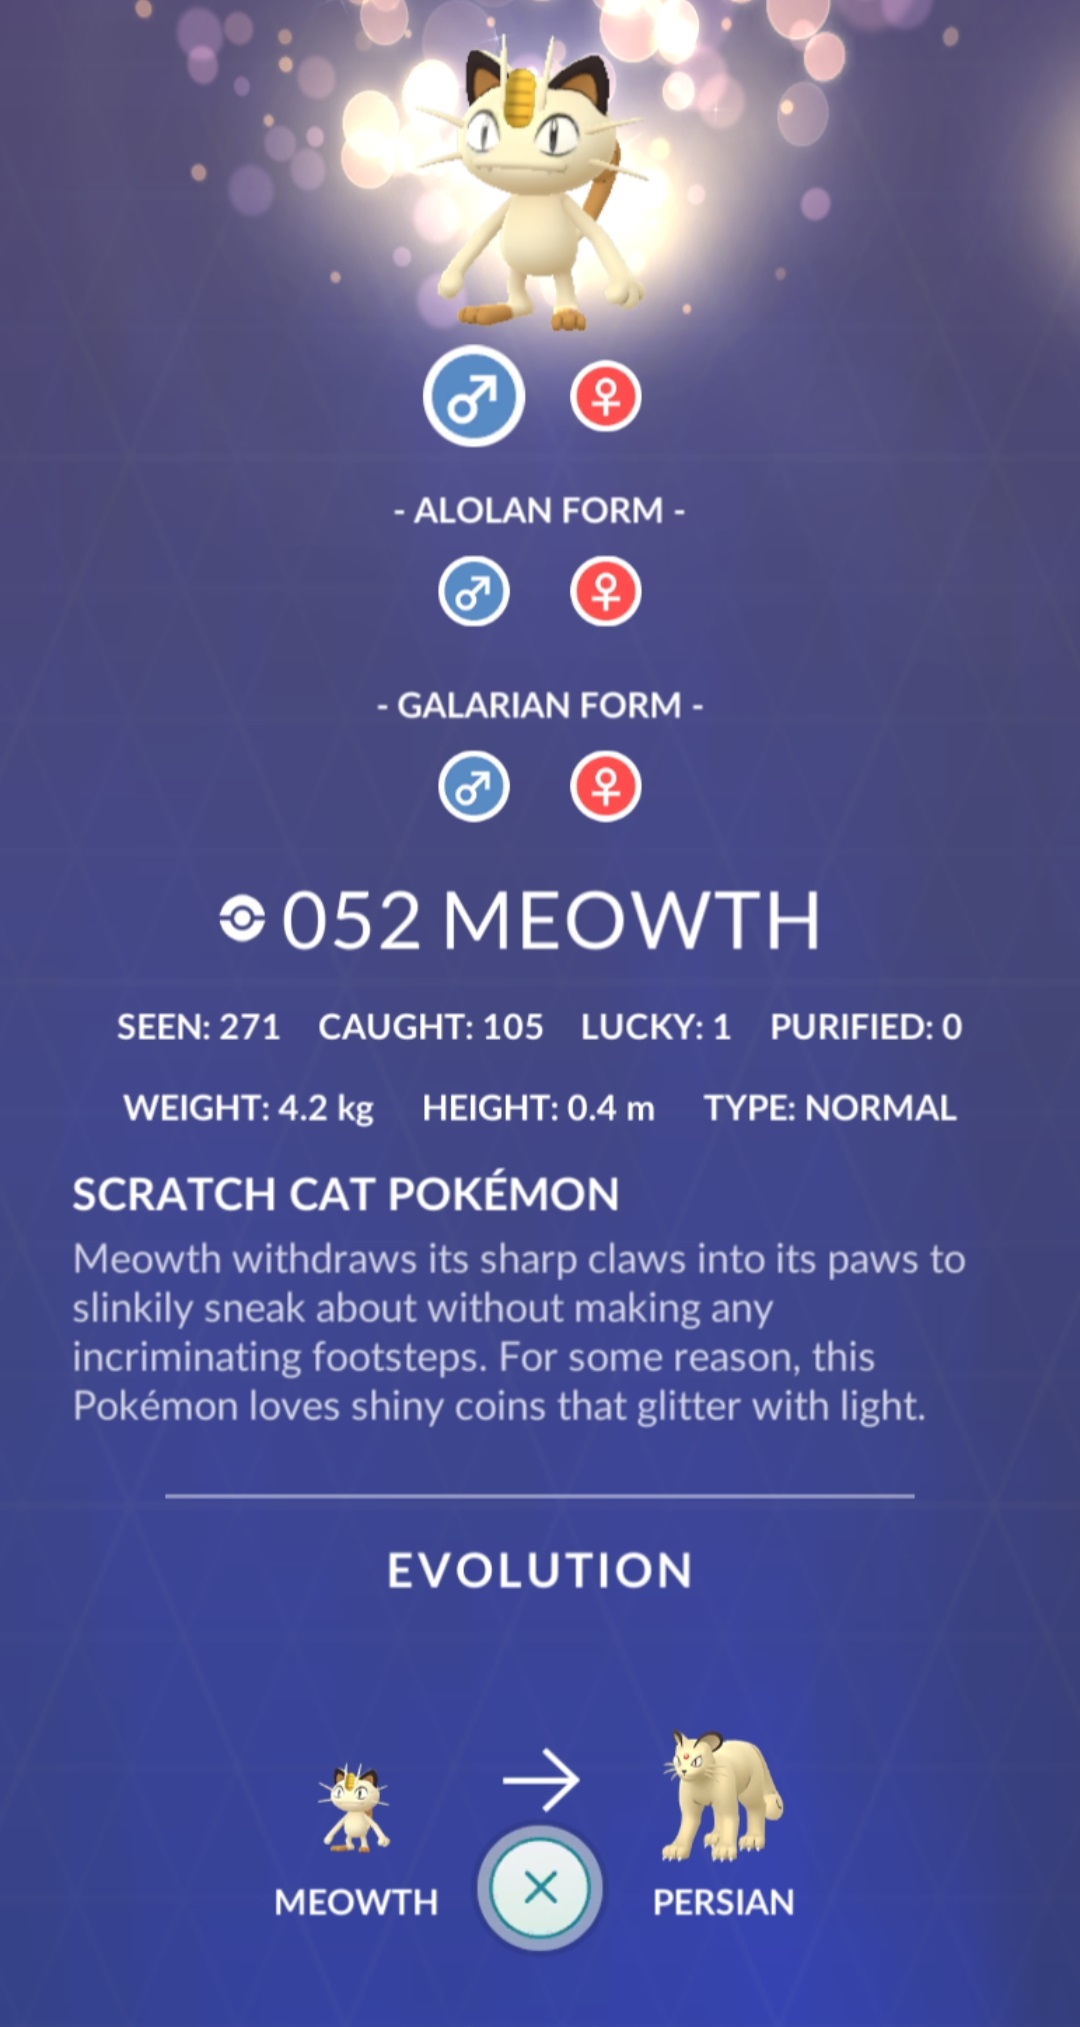 - ALOLAN FORM -
- GALARIAN FORM -
052 MEOWTH
SEEN: 271 CAUGHT: 105 LUCKY: 1 PURIFIED: 0
WEIGHT: 4.2 kg HEIGHT: 0.4 m TYPE: NORMAL
SCRATCH CAT POKÉMON
Meowth withdraws its sharp claws into its paws to
slinkily sneak about without making any
incriminating footsteps. For some reason, this
Pokémon loves shiny coins that glitter with light.
EVOLUTION
MEOWTH PERSIAN